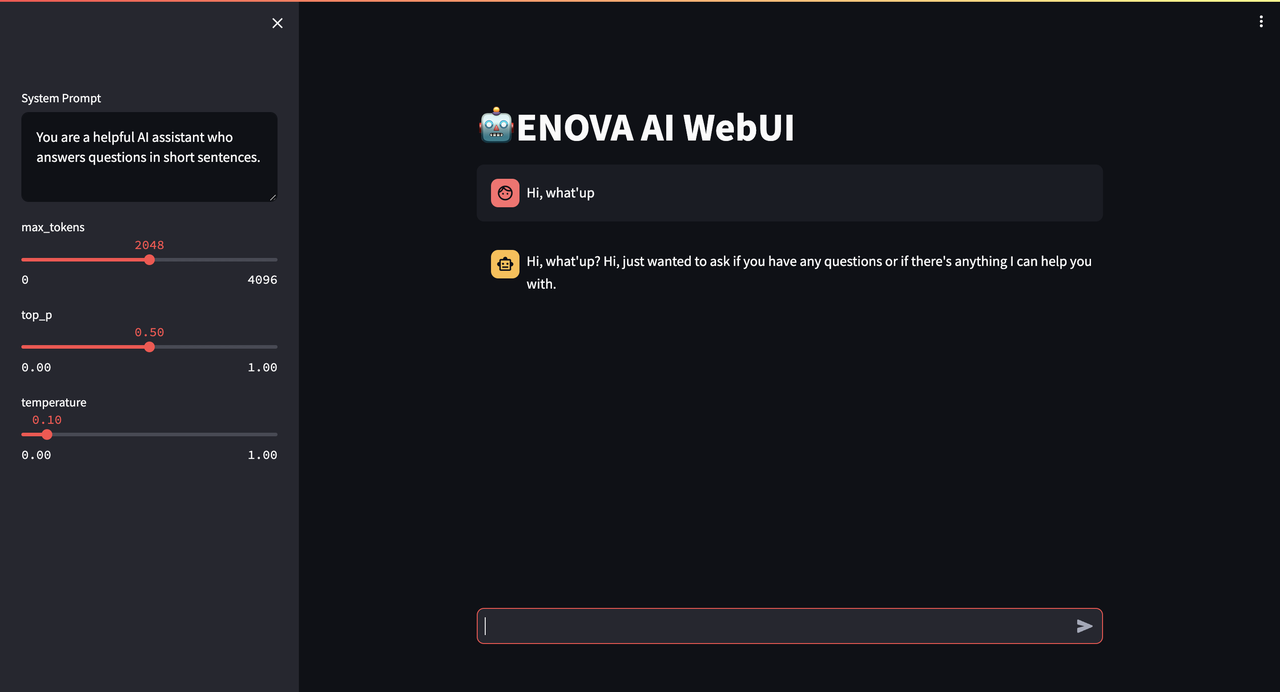 System Prompt
You are a helpful AI assistant who
answers questions in short sentences.
max_tokens
2048
0 4096
top_p
0.50
0.00 1.00
temperature
0.10
0.00 1.00
ENOVA AI WebUI
Hi, what'up
Hi, what'up? Hi, just wanted to ask if you have any questions or if there's anything I can help you
with.